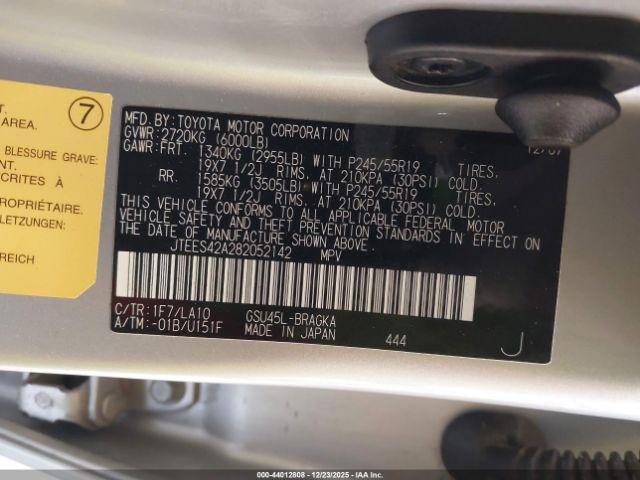 7
AREA.
BLESSURE GRAVE:
CRITES À
PROPRIÉTAIRE.
LETZUNGEN:
REICH
MFD. BY: TOYOTA MOTOR CORPORATION 12/07
GVWR: 2720KG (6000LB)
GAWR: FRT. 1340KG (2955LB) WITH P245/55R19 TIRES,
19X7 1/2J RIMS, AT 210KPA (30PSI) COLD.
RR. 1585KG (3505LB) WITH P245/55R19 TIRES,
19X7 1/2J RIMS, AT 210KPA (30PSI) COLD.
THIS VEHICLE CONFORMS TO ALL APPLICABLE FEDERAL MOTOR
VEHICLE SAFETY AND THEFT PREVENTION STANDARDS IN EFFECT ON
THE DATE OF MANUFACTURE SHOWN ABOVE.
JTEES42A282052142 MPV
C/TR: 1F7/LA10 GSU45L-BRAGKA
A/TM: -01B/U151F MADE IN JAPAN 444 J
000-44012808 - 12/23/2025 - IAAI COPYRIGHT